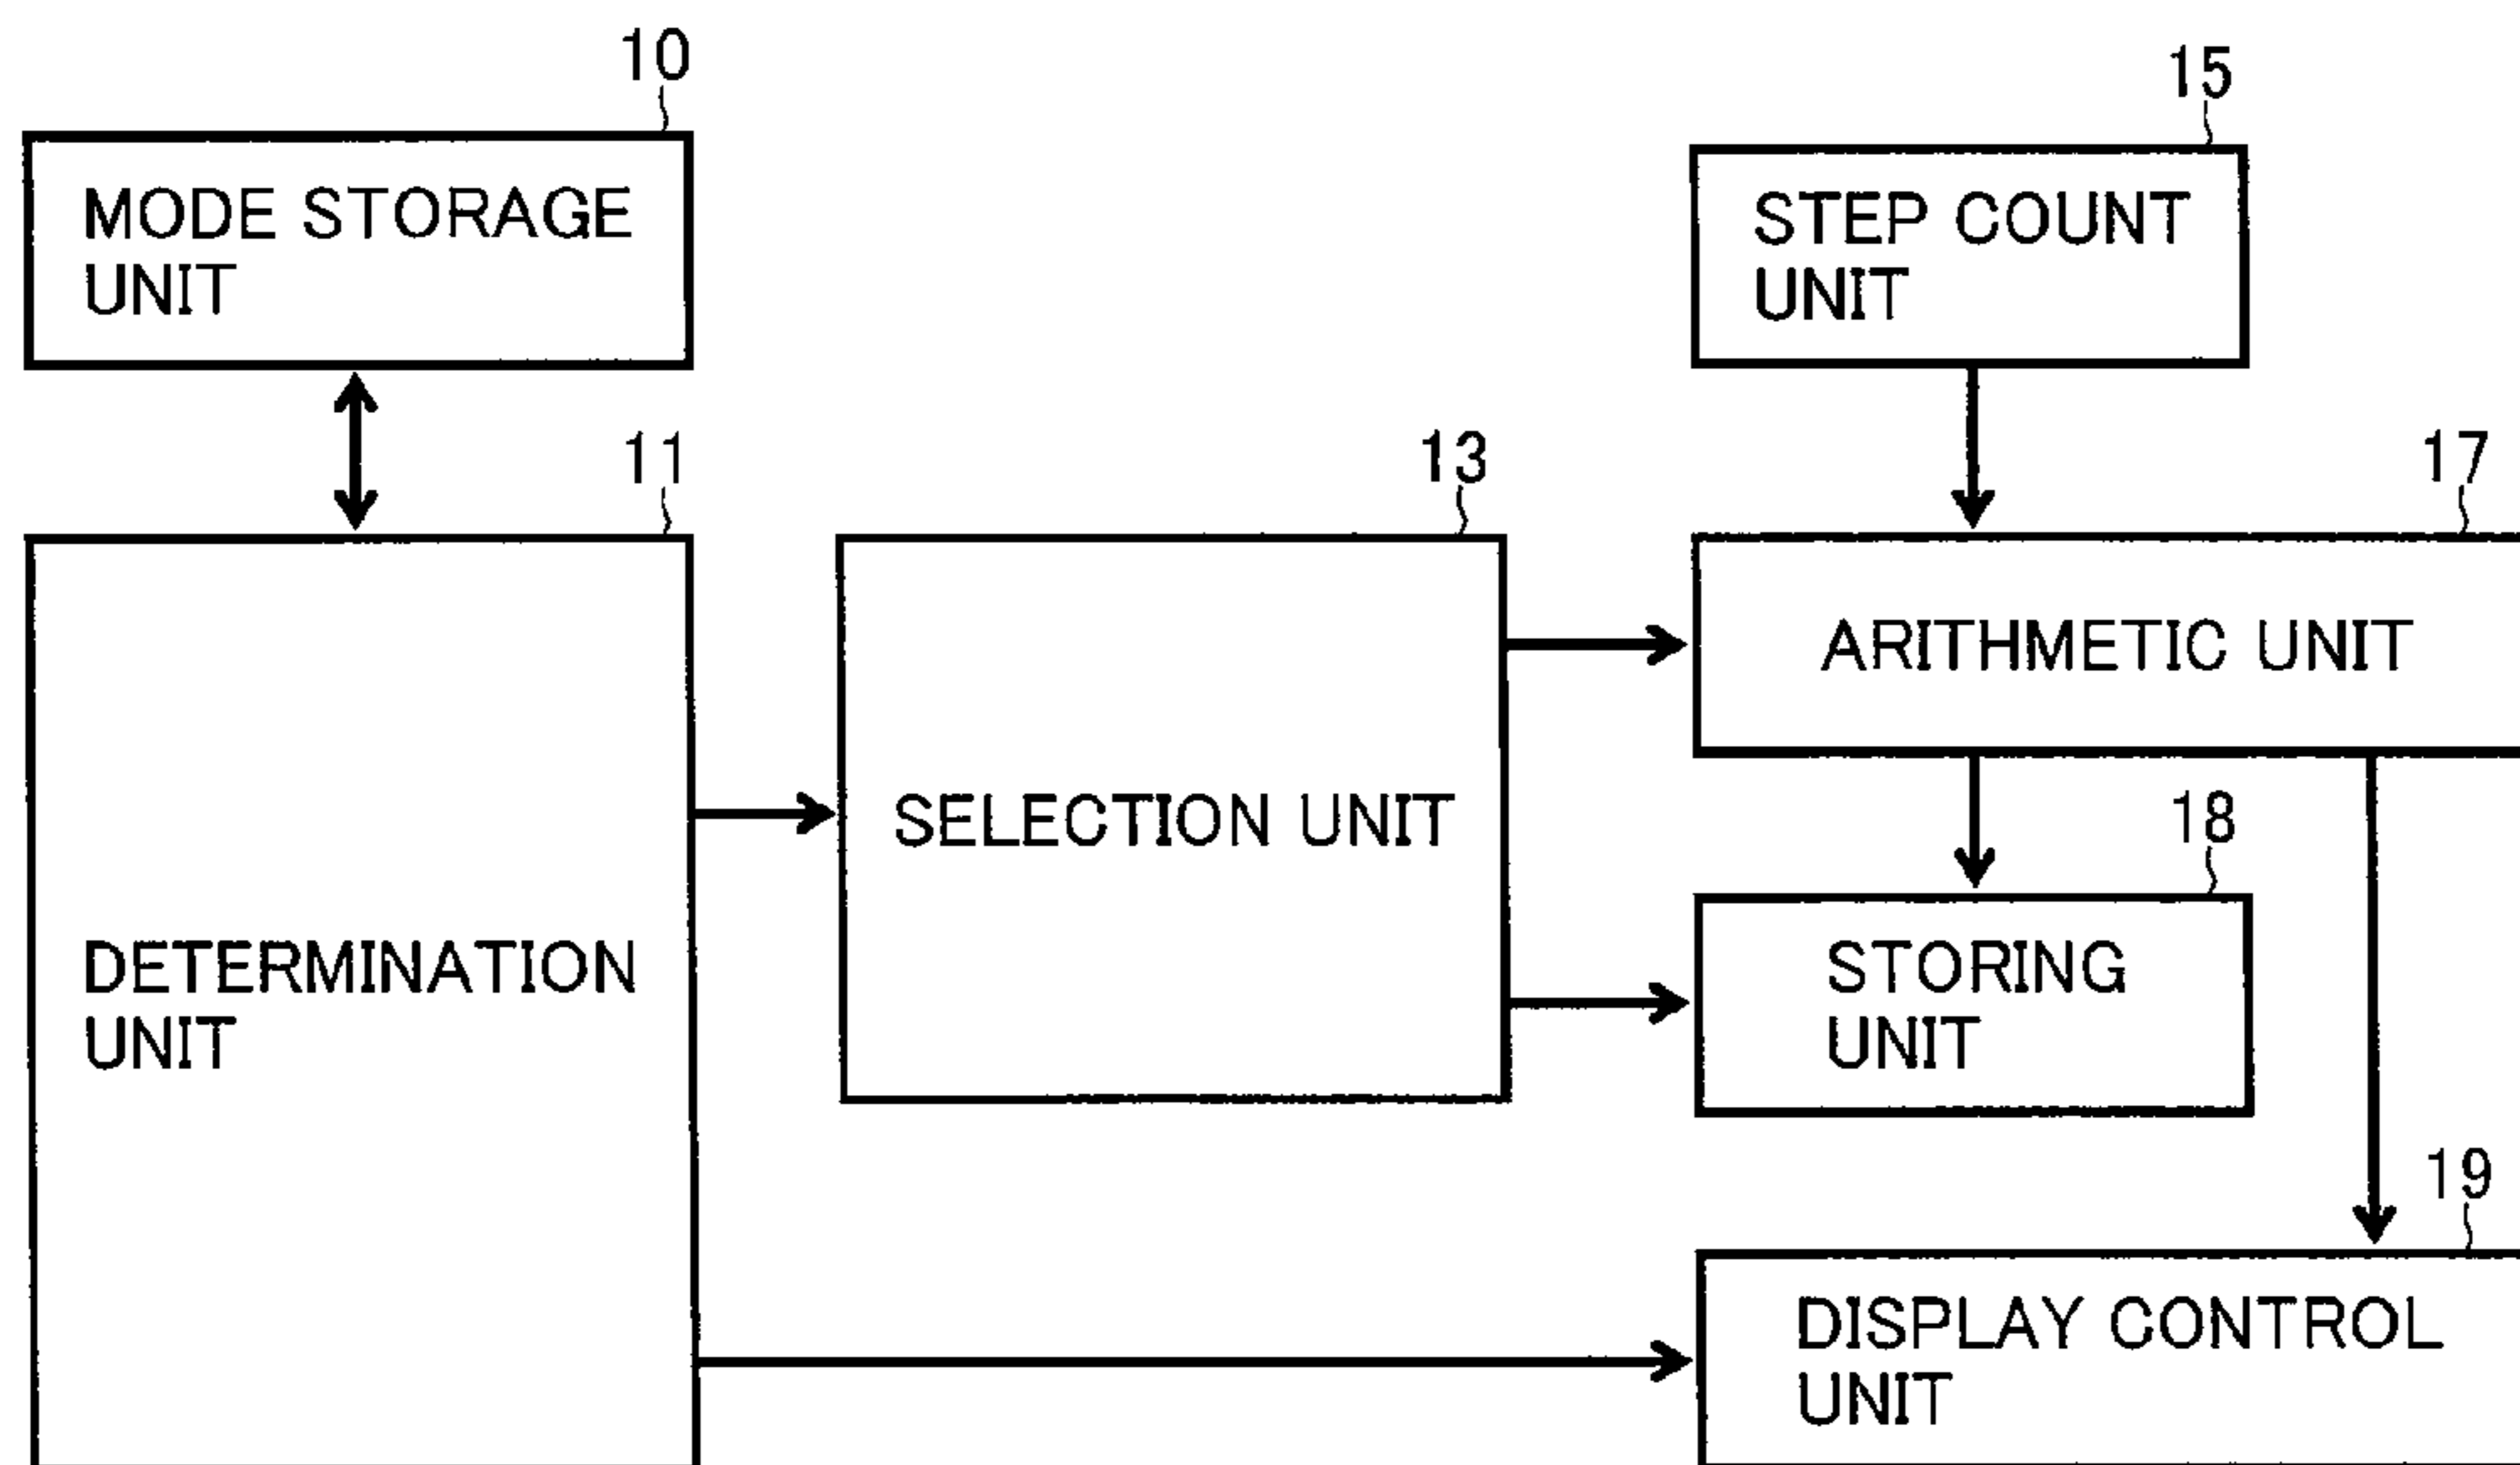 10
MODE STORAGE
UNIT
15
STEP COUNT
UNIT
11
DETERMINATION
UNIT
13
SELECTION UNIT
17
ARITHMETIC UNIT
18
STORING
UNIT
19
DISPLAY CONTROL
UNIT